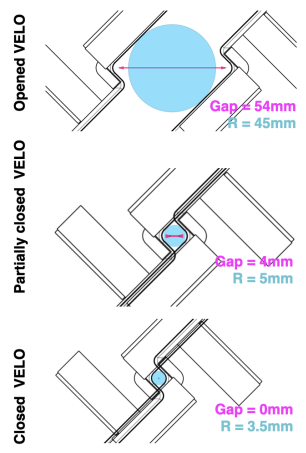 Opened VELO
Gap = 54mm
R = 45mm
Partially closed VELO
Gap = 4mm
R = 5mm
Closed VELO
Gap = 0mm
R = 3.5mm